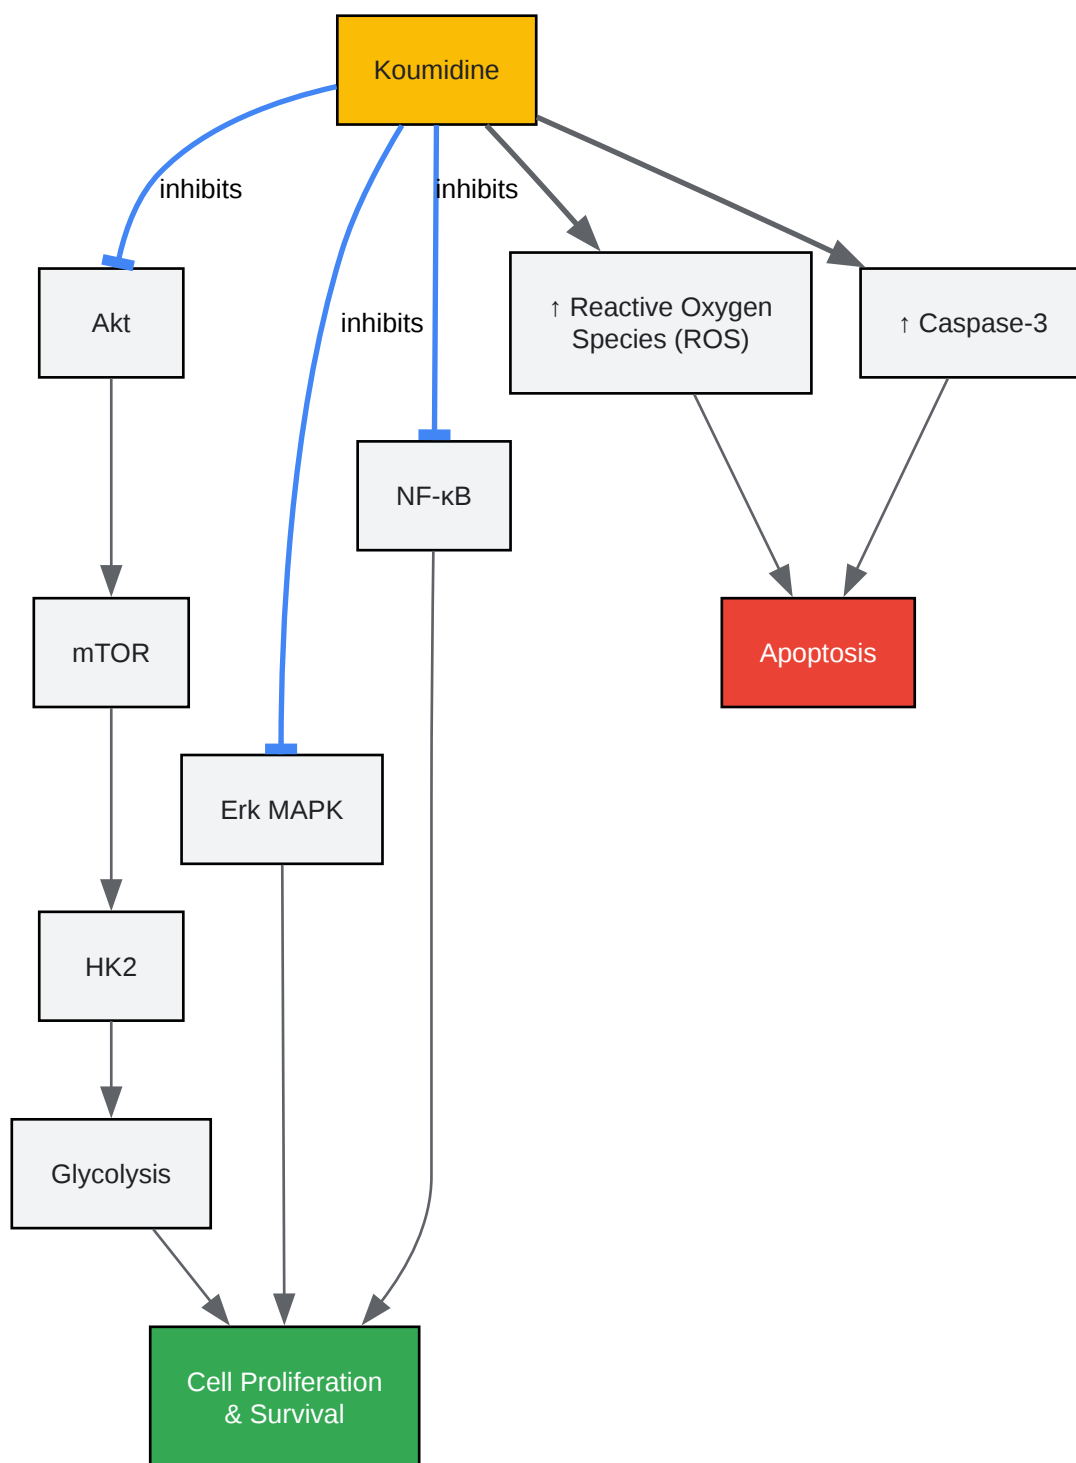 Koumidine
inhibits
inhibits
inhibits
Akt
↑ Reactive Oxygen
Species (ROS)
↑ Caspase-3
NF-κB
mTOR
Apoptosis
Erk MAPK
HK2
Glycolysis
Cell Proliferation
& Survival